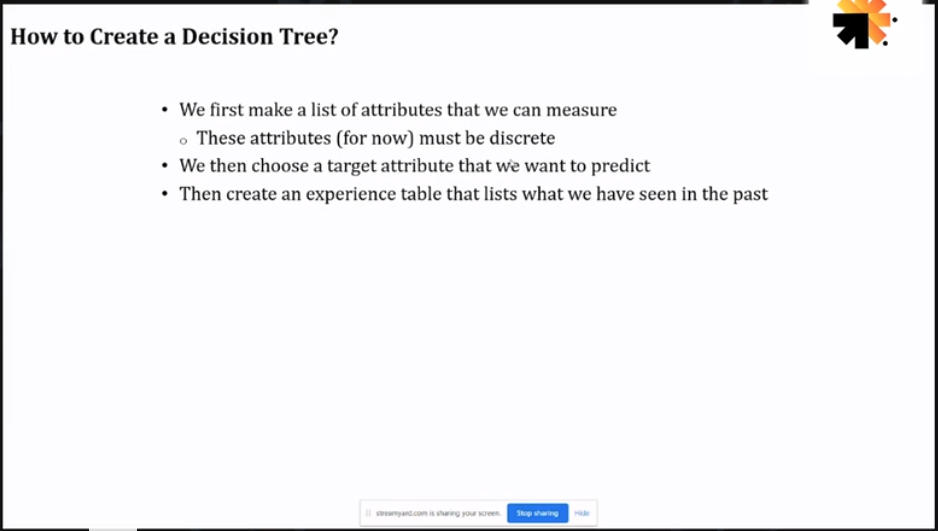 How to Create a Decision Tree?
• We first make a list of attributes that we can measure
o These attributes (for now) must be discrete
• We then choose a target attribute that we want to predict
• Then create an experience table that lists what we have seen in the past
streamyard.com is sharing your screen. Stop sharing Hide